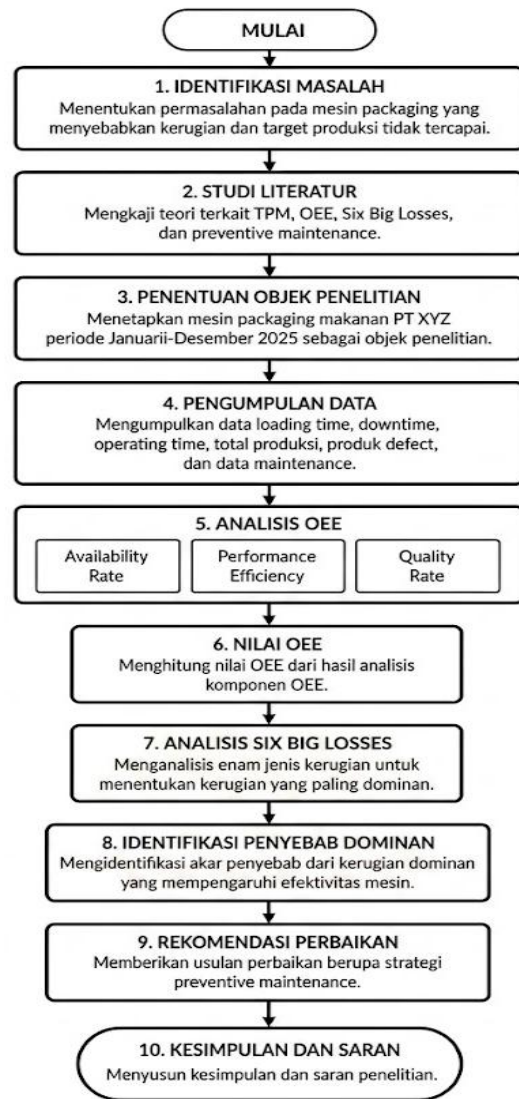 MULAI
1. IDENTIFIKASI MASALAH
Menentukan permasalahan pada mesin packaging yang
menyebabkan kerugian dan target produksi tidak tercapai.
2. STUDI LITERATUR
Mengkaji teori terkait TPM, OEE, Six Big Losses,
dan preventive maintenance.
3. PENENTUAN OBJEK PENELITIAN
Menetapkan mesin packaging makanan PT XYZ
periode Januarii-Desember 2025 sebagai objek penelitian.
4. PENGUMPULAN DATA
Mengumpulkan data loading time, downtime,
operating time, total produksi, produk defect,
dan data maintenance.
5. ANALISIS OEE
Availability Rate
Performance Efficiency
Quality Rate
6. NILAI OEE
Menghitung nilai OEE dari hasil analisis
komponen OEE.
7. ANALISIS SIX BIG LOSSES
Menganalisis enam jenis kerugian untuk
menentukan kerugian yang paling dominan.
8. IDENTIFIKASI PENYEBAB DOMINAN
Mengidentifikasi akar penyebab dari kerugian dominan
yang mempengaruhi efektivitas mesin.
9. REKOMENDASI PERBAIKAN
Memberikan usulan perbaikan berupa strategi
preventive maintenance.
10. KESIMPULAN DAN SARAN
Menyusun kesimpulan dan saran penelitian.